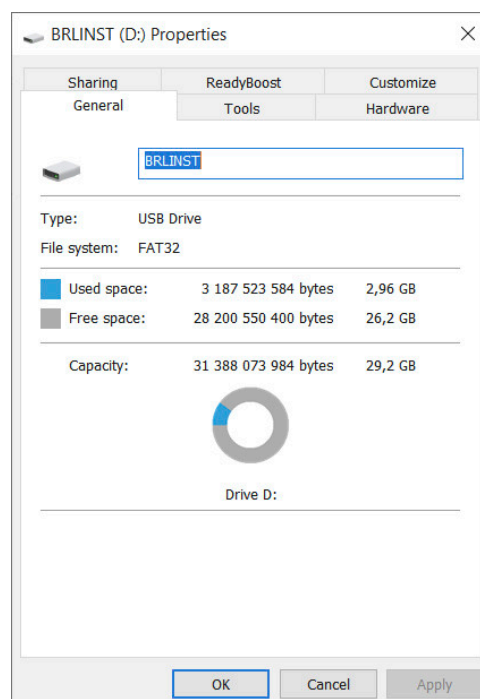 BRLINST (D:) Properties
Sharing ReadyBoost Customize
General Tools Hardware
BRLINST
Type: USB Drive
File system: FAT32
Used space: 3 187 523 584 bytes 2,96 GB
Free space: 28 200 550 400 bytes 26,2 GB
Capacity: 31 388 073 984 bytes 29,2 GB
Drive D:
OK Cancel Apply